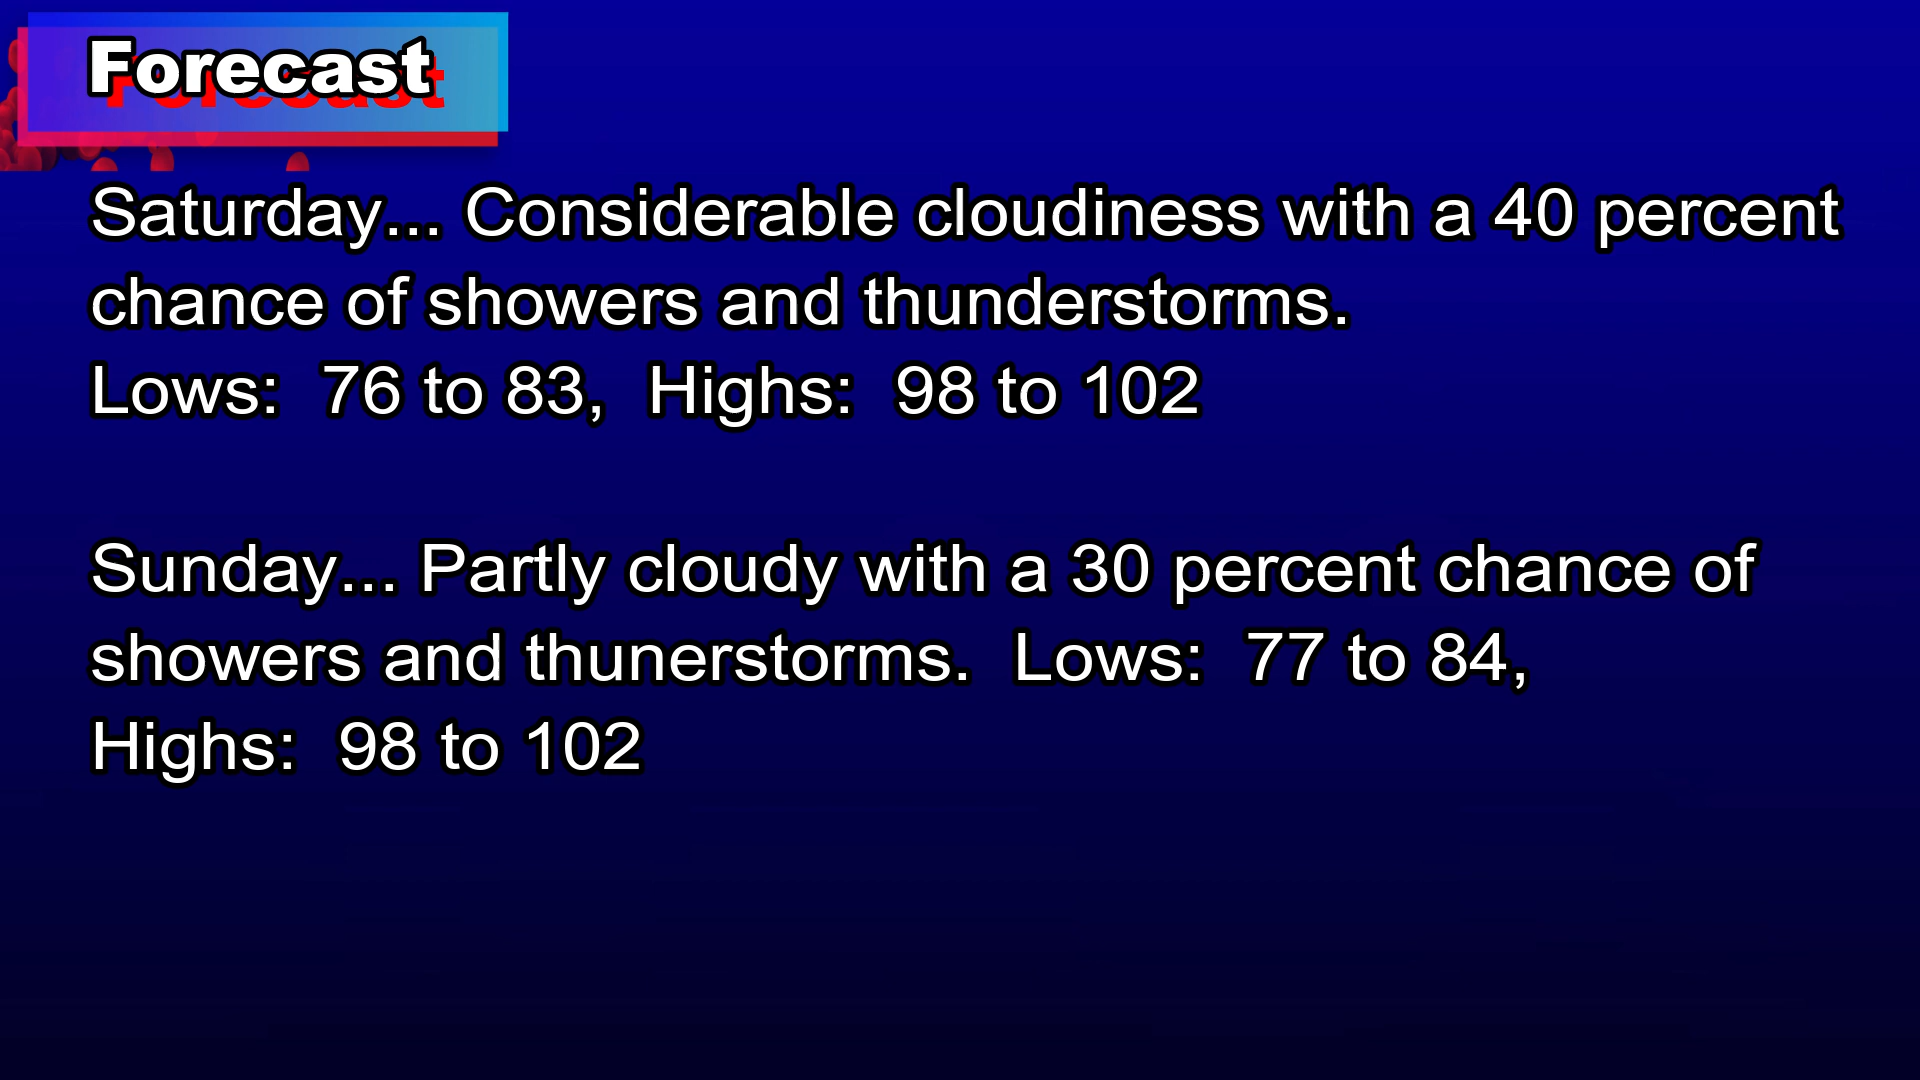 Forecast
Saturday... Considerable cloudiness with a 40 percent
chance of showers and thunderstorms.
Lows:  76 to 83,  Highs:  98 to 102
Sunday... Partly cloudy with a 30 percent chance of
showers and thunerstorms.  Lows:  77 to 84,
Highs:  98 to 102